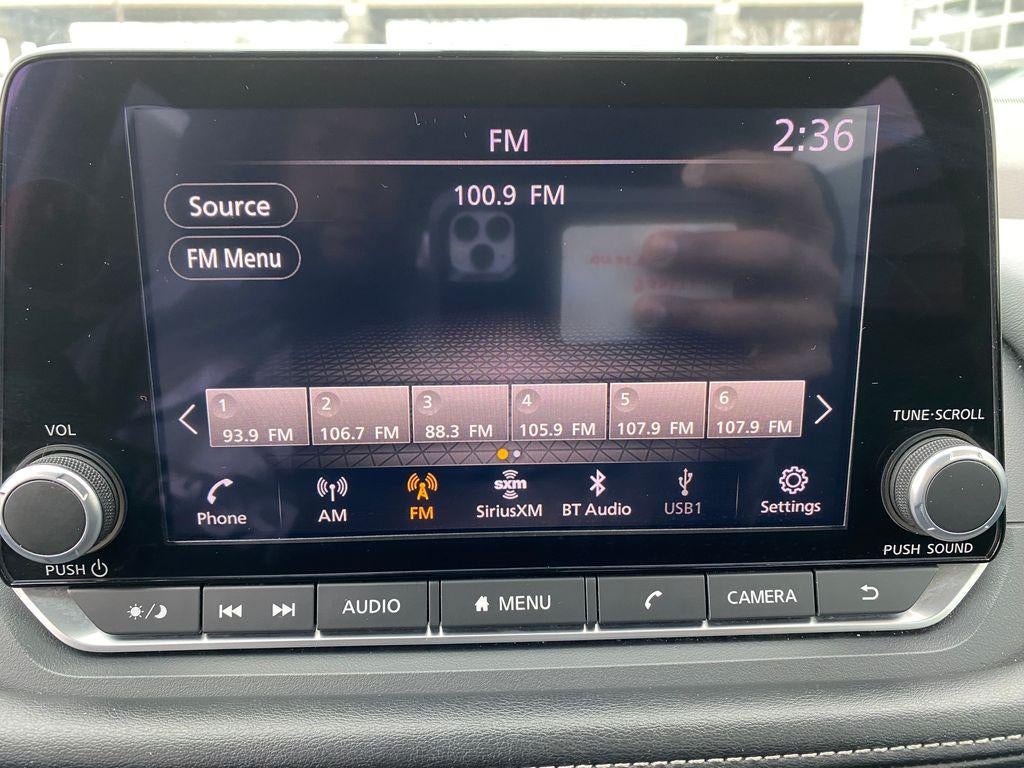 FM
2:36
100.9 FM
Source
FM Menu
1
93.9 FM
2
106.7 FM
3
88.3 FM
4
105.9 FM
5
107.9 FM
6
107.9 FM
Phone
AM
FM
sxm
SiriusXM
BT Audio
USB1
Settings
VOL
PUSH
TUNE·SCROLL
PUSH SOUND
AUDIO
MENU
CAMERA